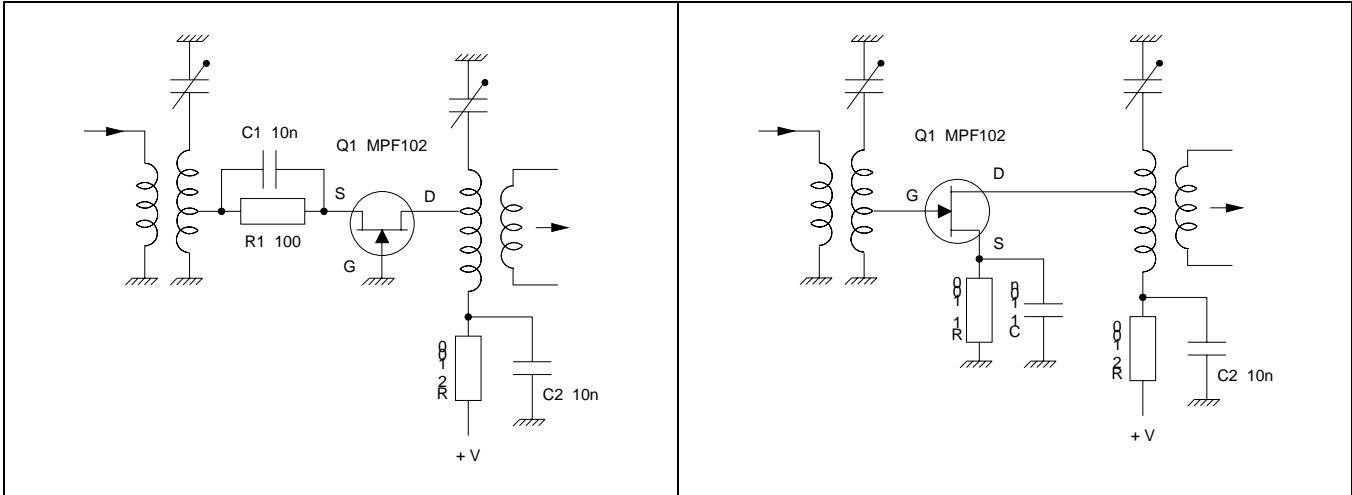 C1 10n
Q1 MPF102
S
D
R1 100
G
R2 100
C2 10n
+ V
Q1 MPF102
D
G
S
R1 100
C1 10n
R2 100
C2 10n
+ V